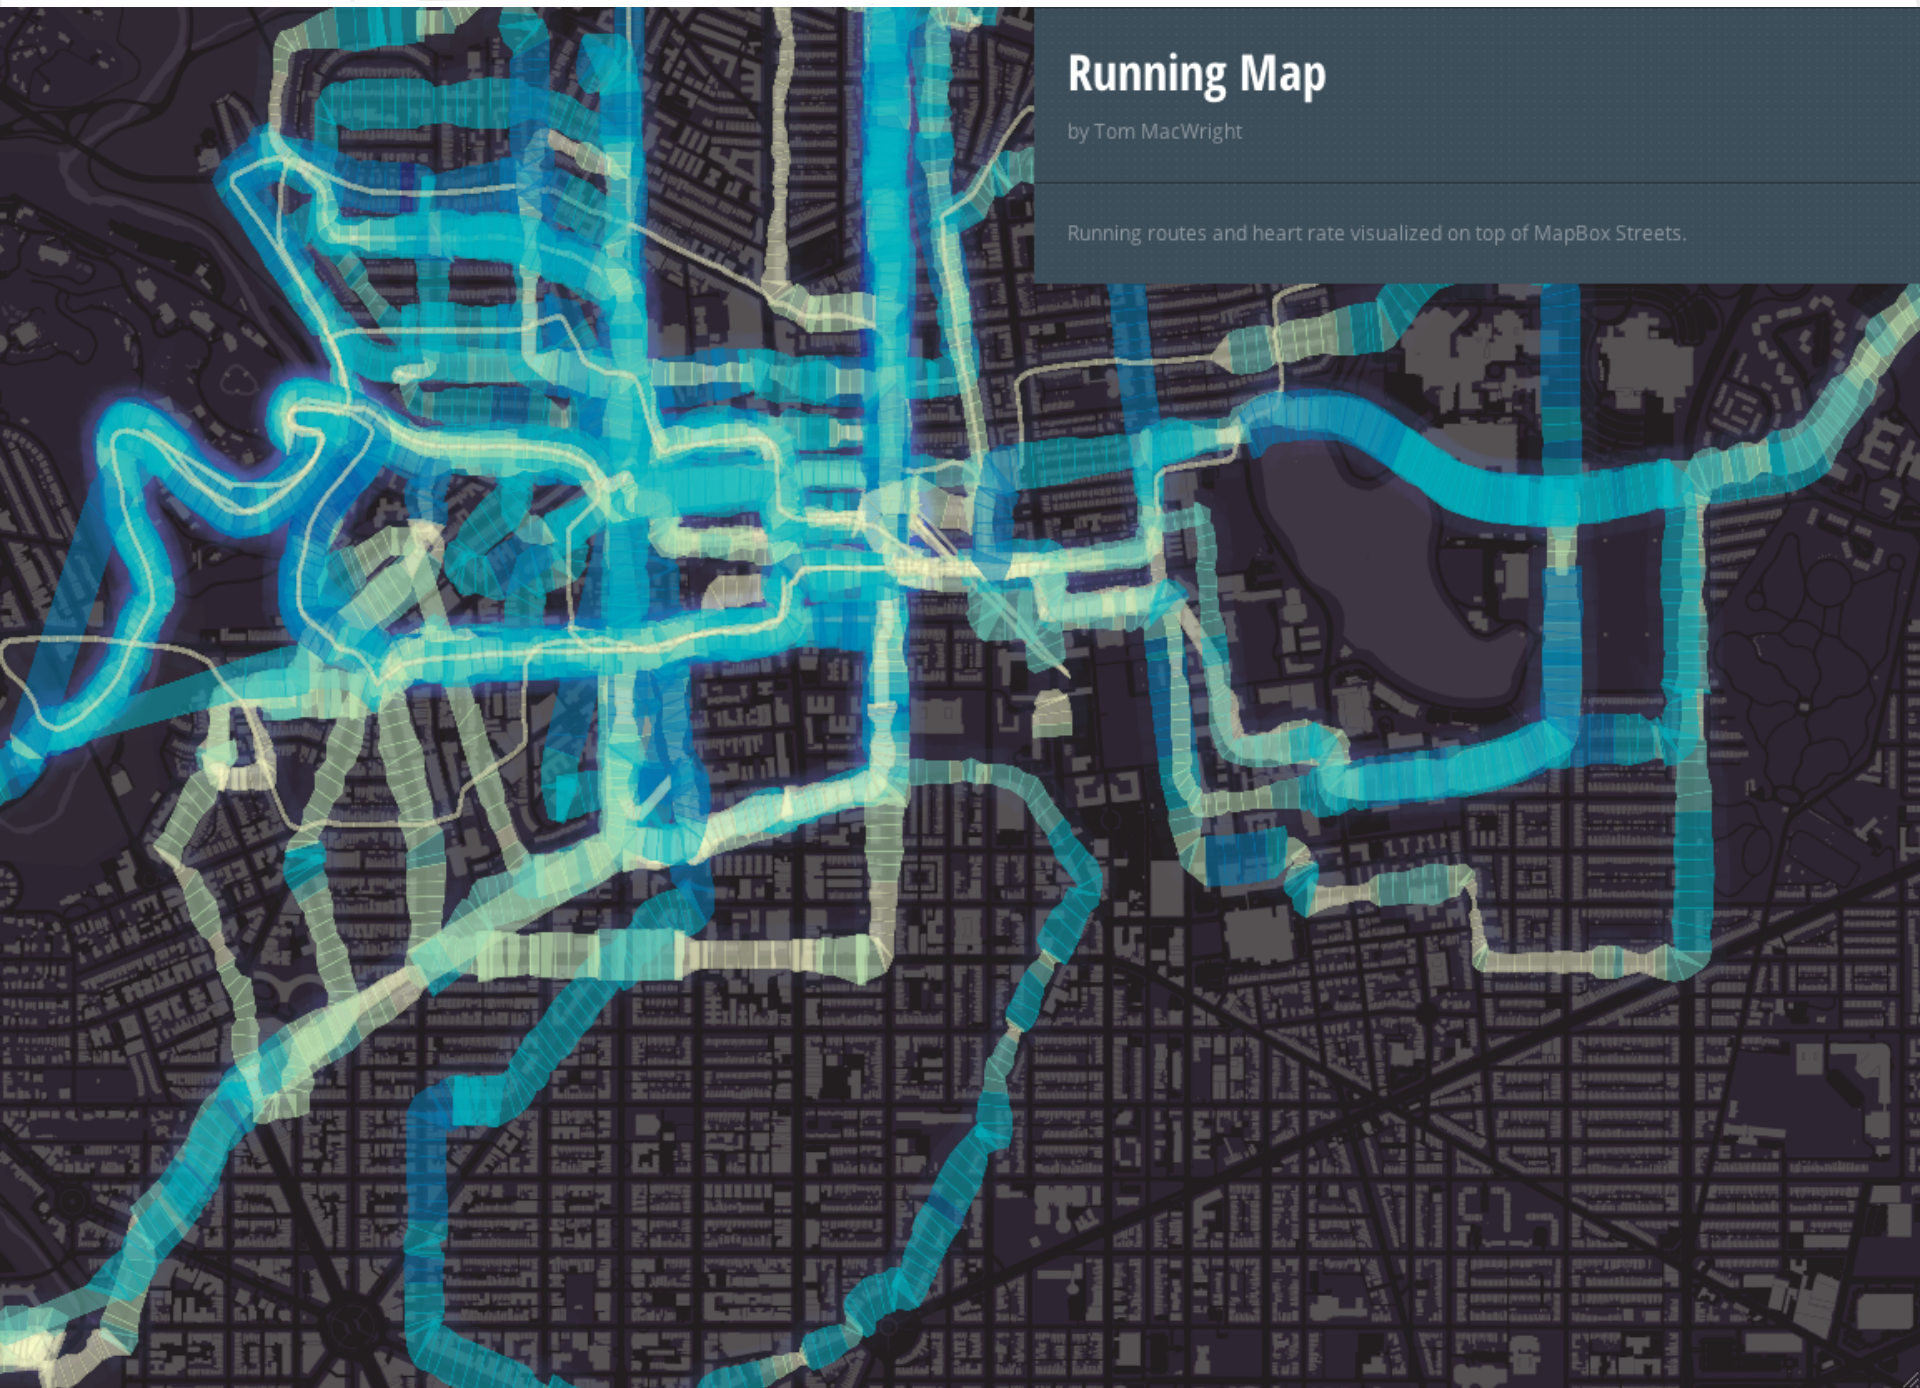 Running Map
by Tom MacWright
Running routes and heart rate visualized on top of MapBox Streets.